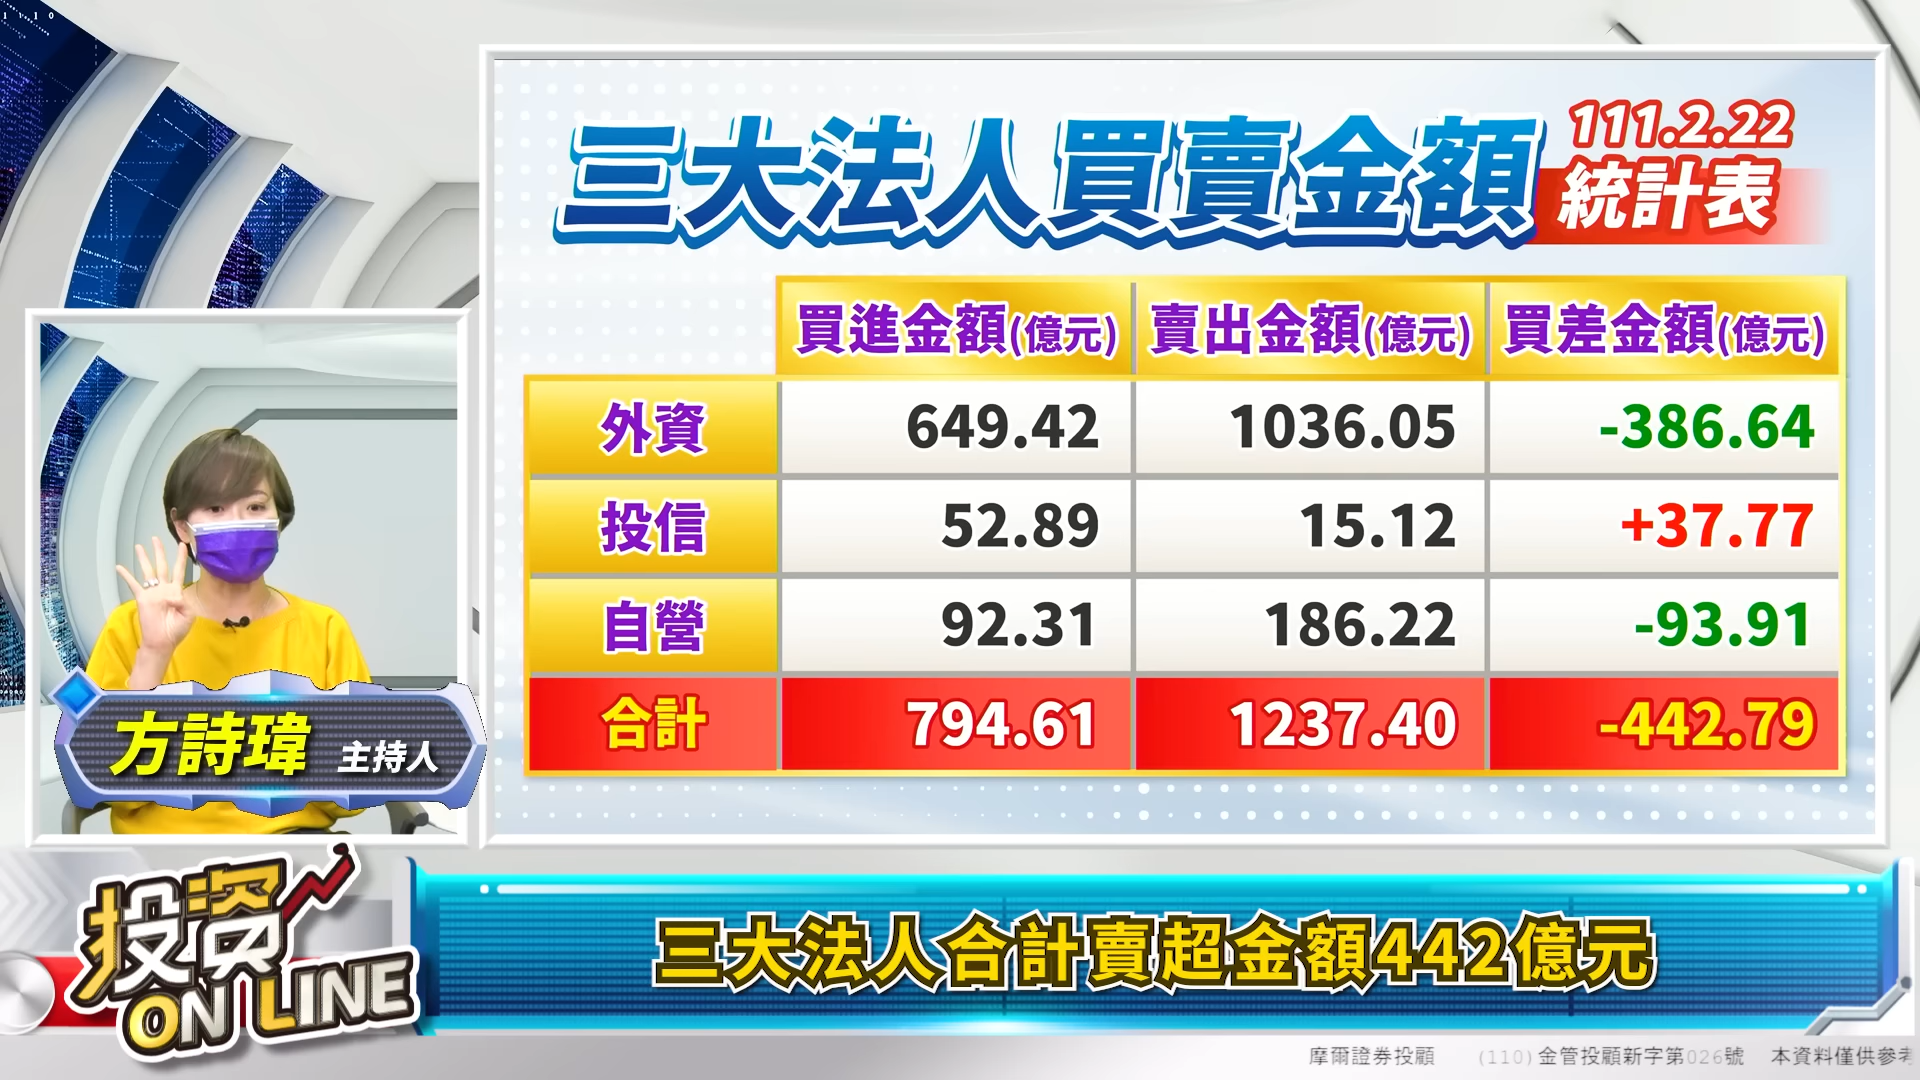 1 1 1 0
三大法人買賣金額
111.2.22
統計表
買進金額(億元) 賣出金額(億元) 買差金額(億元)
外資 649.42 1036.05 -386.64
投信 52.89 15.12 +37.77
自營 92.31 186.22 -93.91
合計 794.61 1237.40 -442.79
方詩瑋 主持人
投資
ON LINE
三大法人合計賣超金額442億元
摩爾證券投顧 (110)金管投顧新字第026號 本資料僅供參考